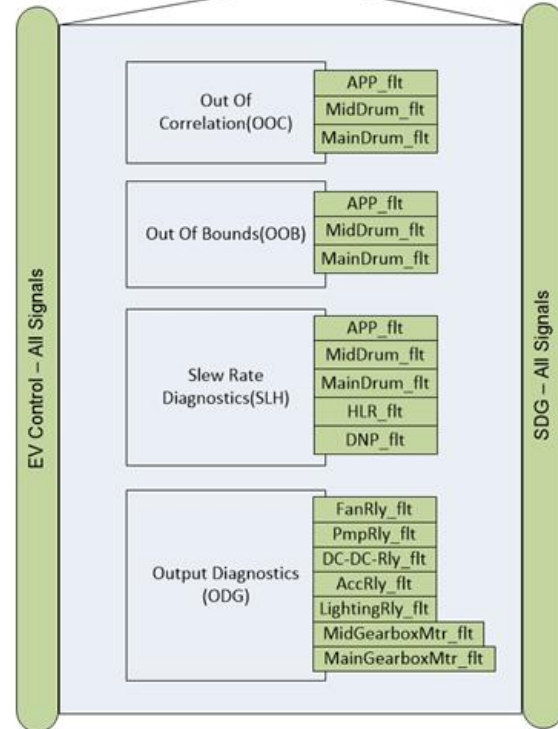 EV Control – All Signals
Out Of
Correlation(OOC)
APP_flt
MidDrum_flt
MainDrum_flt
Out Of Bounds(OOB)
APP_flt
MidDrum_flt
MainDrum_flt
Slew Rate
Diagnostics(SLH)
APP_flt
MidDrum_flt
MainDrum_flt
HLR_flt
DNP_flt
Output Diagnostics
(ODG)
FanRly_flt
PmpRly_flt
DC-DC-Rly_flt
AccRly_flt
LightingRly_flt
MidGearboxMtr_flt
MainGearboxMtr_flt
SDG – All Signals